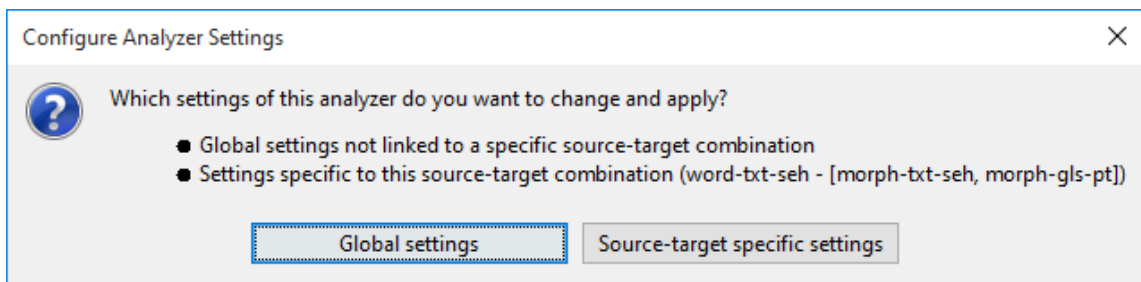 Configure Analyzer Settings
Which settings of this analyzer do you want to change and apply?
● Global settings not linked to a specific source-target combination
● Settings specific to this source-target combination (word-txt-seh - [morph-txt-seh, morph-gls-pt])
Global settings Source-target specific settings